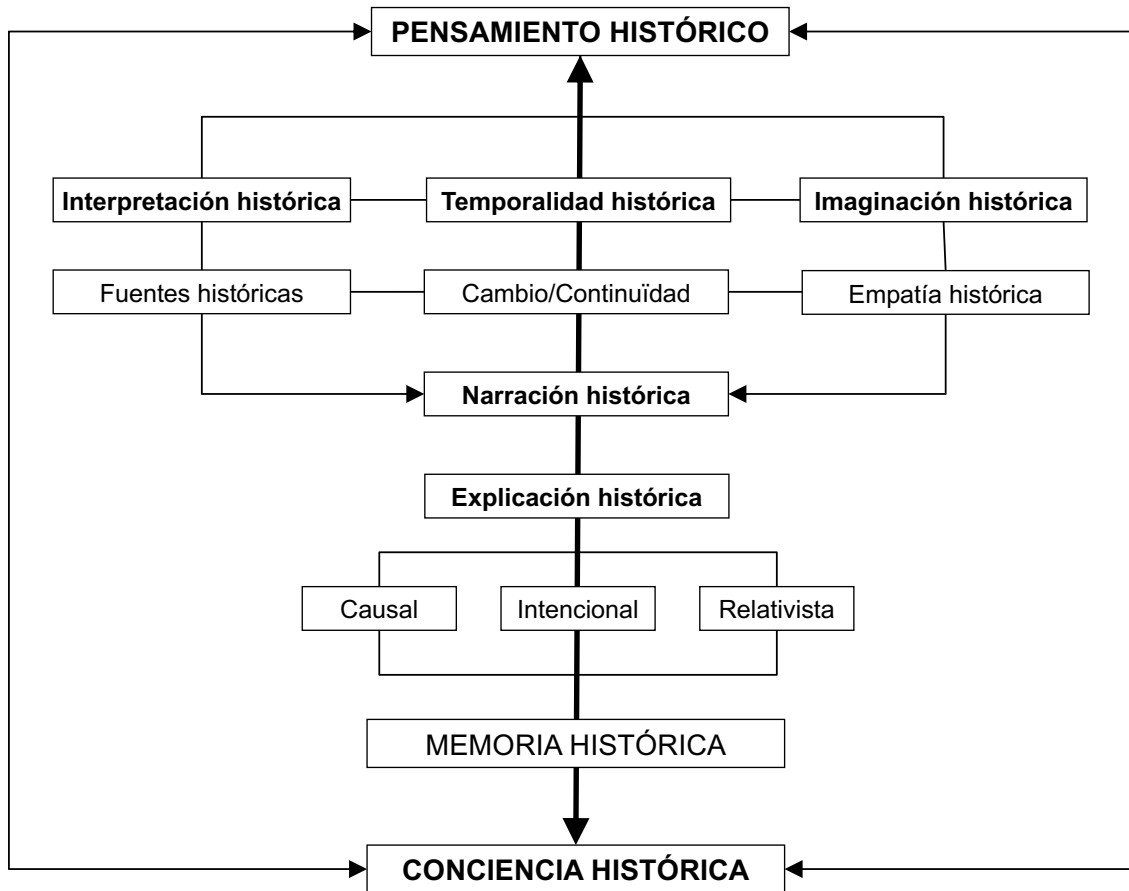 PENSAMIENTO HISTÓRICO
Interpretación histórica
Temporalidad histórica
Imaginación histórica
Fuentes históricas
Cambio/Continuïdad
Empatía histórica
Narración histórica
Explicación histórica
Causal
Intencional
Relativista
MEMORIA HISTÓRICA
CONCIENCIA HISTÓRICA